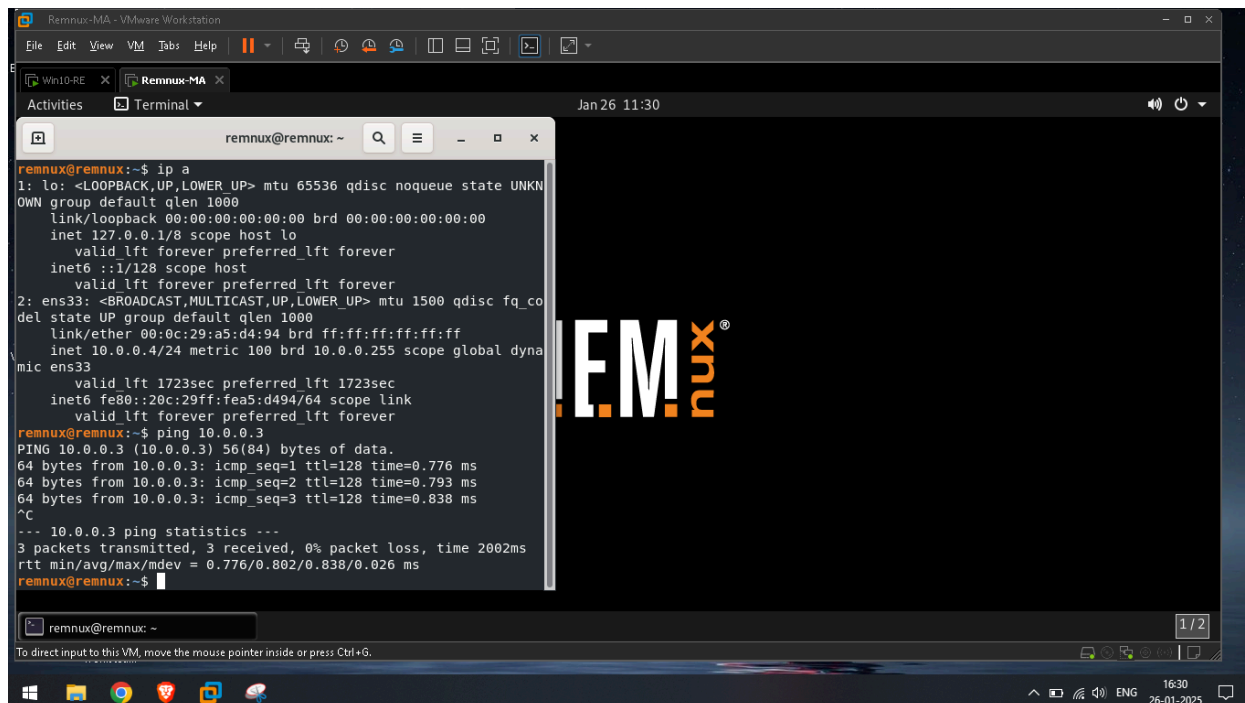 Remnux-MA - VMware Workstation
File Edit View VM Tabs Help
Win10-RE
Remnux-MA
Activities Terminal Jan 26 11:30
remnux@remnux: ~
remnux@remnux:~$ ip a
1: lo: <LOOPBACK,UP,LOWER_UP> mtu 65536 qdisc noqueue state UNKN
OWN group default qlen 1000
    link/loopback 00:00:00:00:00:00 brd 00:00:00:00:00:00
    inet 127.0.0.1/8 scope host lo
       valid_lft forever preferred_lft forever
    inet6 ::1/128 scope host
       valid_lft forever preferred_lft forever
2: ens33: <BROADCAST,MULTICAST,UP,LOWER_UP> mtu 1500 qdisc fq_co
del state UP group default qlen 1000
    link/ether 00:0c:29:a5:d4:94 brd ff:ff:ff:ff:ff:ff
    inet 10.0.0.4/24 metric 100 brd 10.0.0.255 scope global dyna
mic ens33
       valid_lft 1723sec preferred_lft 1723sec
    inet6 fe80::20c:29ff:fea5:d494/64 scope link
       valid_lft forever preferred_lft forever
remnux@remnux:~$ ping 10.0.0.3
PING 10.0.0.3 (10.0.0.3) 56(84) bytes of data.
64 bytes from 10.0.0.3: icmp_seq=1 ttl=128 time=0.776 ms
64 bytes from 10.0.0.3: icmp_seq=2 ttl=128 time=0.793 ms
64 bytes from 10.0.0.3: icmp_seq=3 ttl=128 time=0.838 ms
^C
--- 10.0.0.3 ping statistics ---
3 packets transmitted, 3 received, 0% packet loss, time 2002ms
rtt min/avg/max/mdev = 0.776/0.802/0.838/0.026 ms
remnux@remnux:~$
.E.M. nux®
remnux@remnux: ~
1 / 2
To direct input to this VM, move the mouse pointer inside or press Ctrl+G.
ENG
16:30
26-01-2025